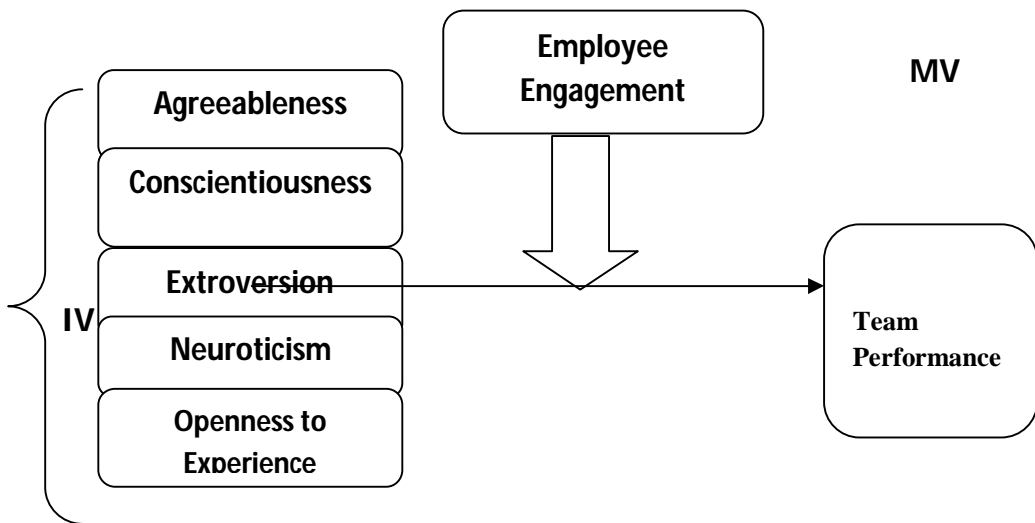 Employee
Engagement
MV
Agreeableness
Conscientiousness
Extroversion
IV
Neuroticism
Openness to
Experience
Team
Performance